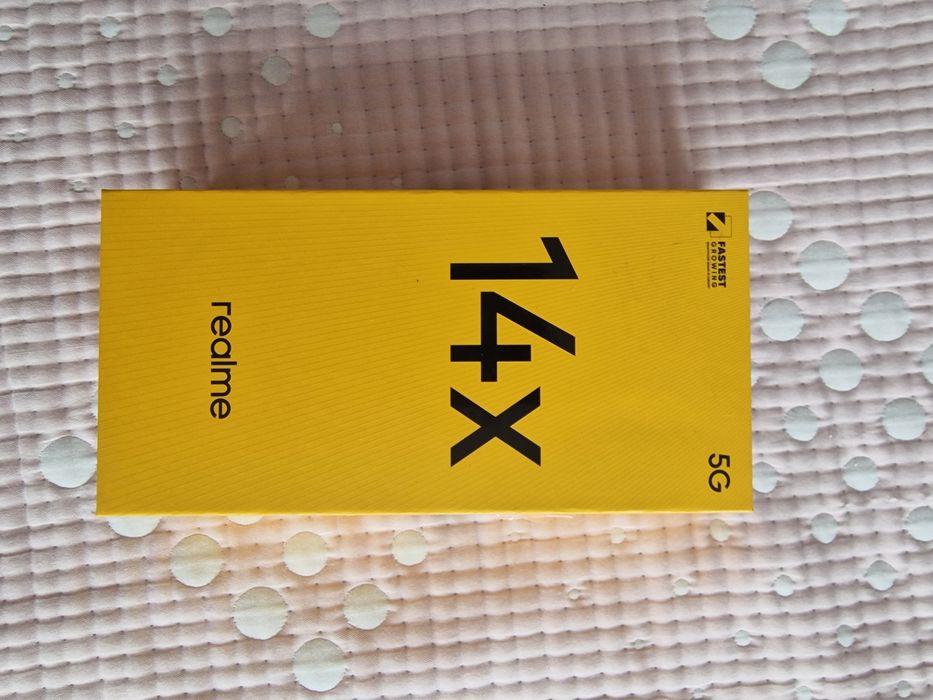 FASTEST
GROWING
5G
14x
realme